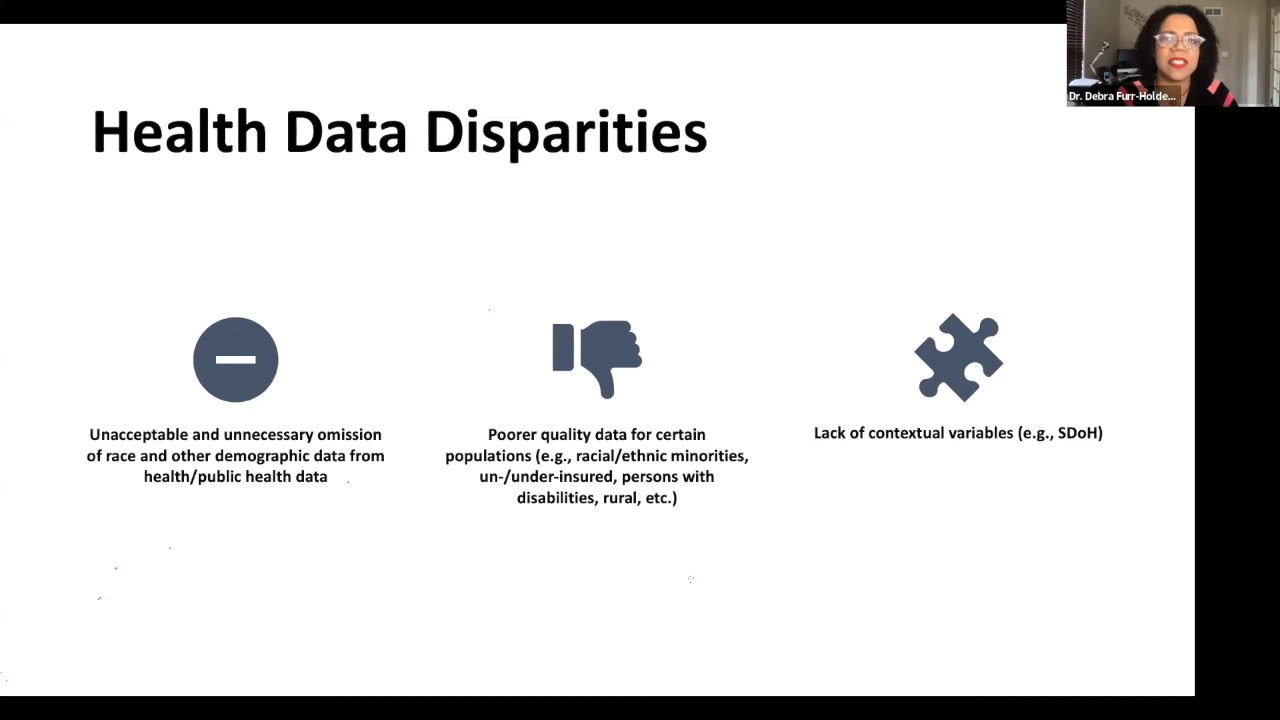 Dr. Debra Furr-Holde...
Health Data Disparities
Unacceptable and unnecessary omission
of race and other demographic data from
health/public health data
Poorer quality data for certain
populations (e.g., racial/ethnic minorities,
un-/under-insured, persons with
disabilities, rural, etc.)
Lack of contextual variables (e.g., SDoH)